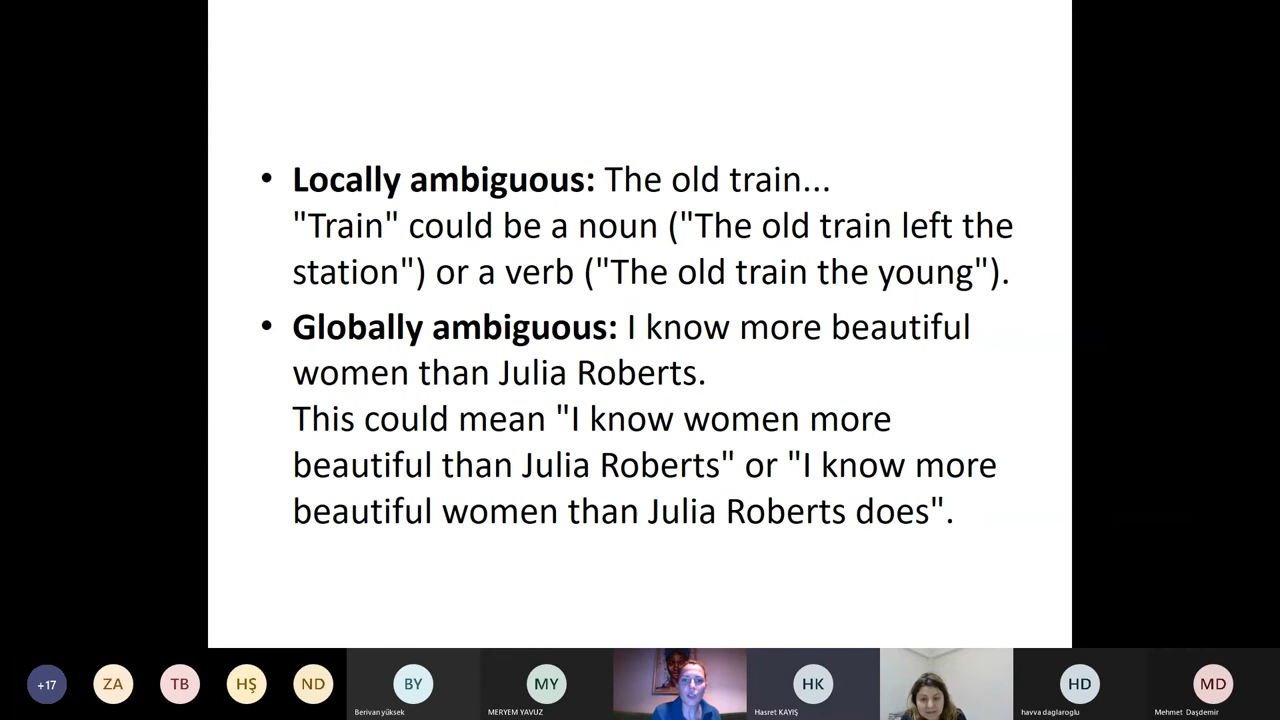 • Locally ambiguous: The old train...
"Train" could be a noun ("The old train left the
station") or a verb ("The old train the young").
• Globally ambiguous: I know more beautiful
women than Julia Roberts.
This could mean "I know women more
beautiful than Julia Roberts" or "I know more
beautiful women than Julia Roberts does".
+17
ZA
TB
HŞ
ND
BY
MY
HK
HD
MD
Berivan yüksek
MERYEM YAVUZ
Hasret KAYIŞ
havva daglaroglu
Mehmet Daşdemir